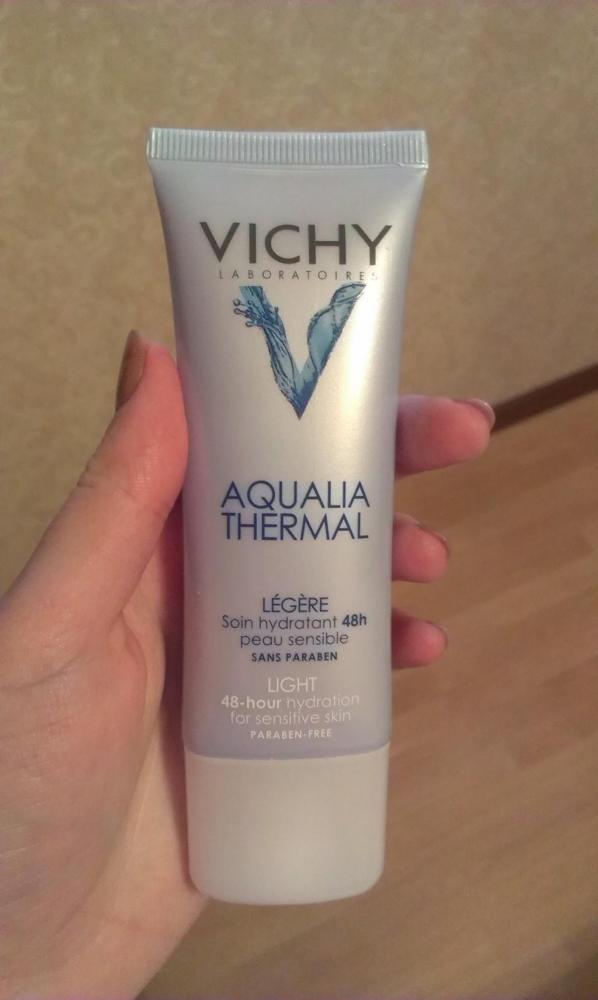 VICHY
LABORATOIRES
AQUALIA
THERMAL
LÉGÈRE
Soin hydratant 48h
peau sensible
SANS PARABEN
LIGHT
48-hour hydration
for sensitive skin
PARABEN-FREE